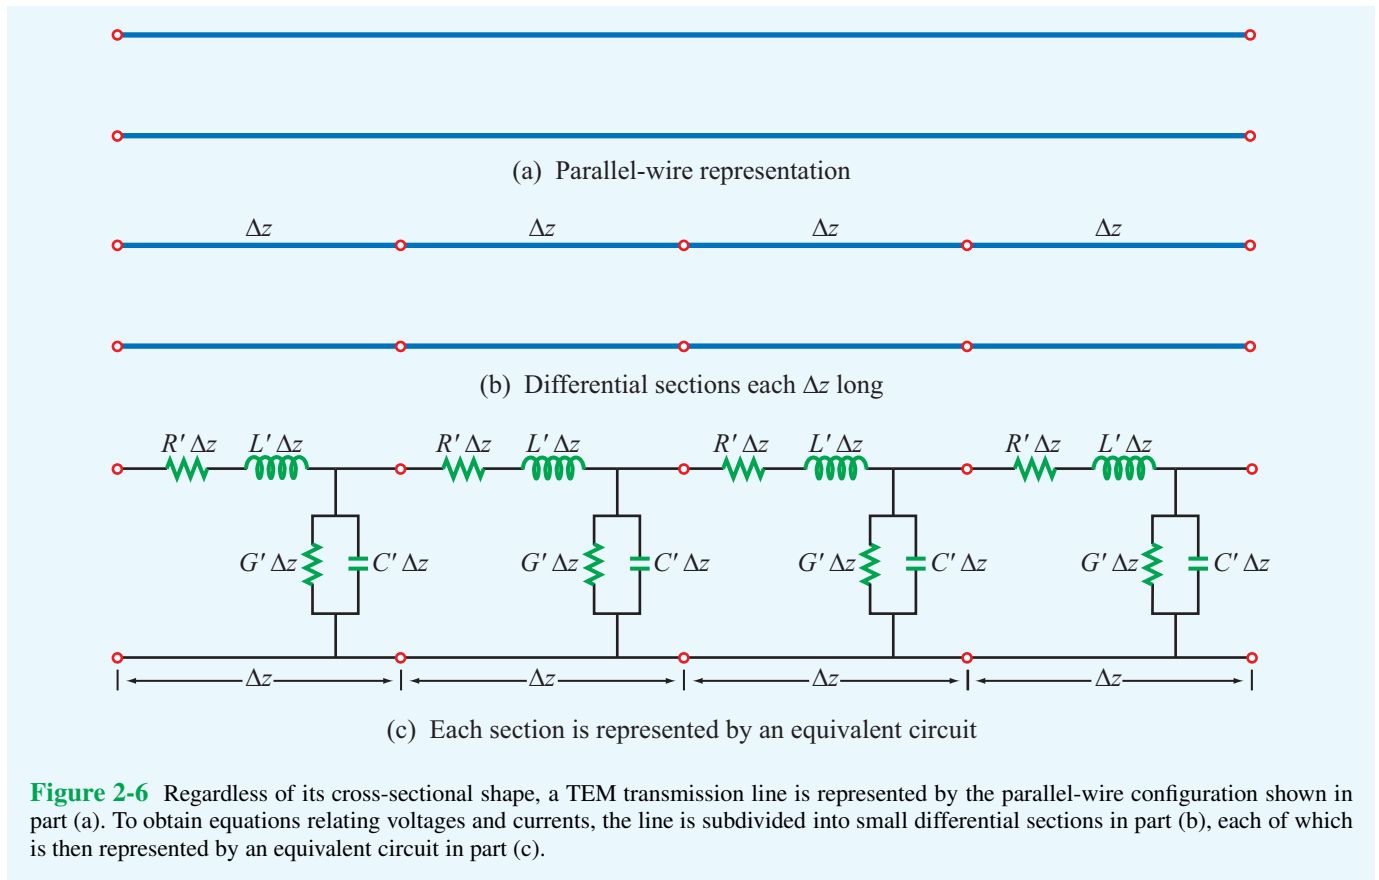 (a) Parallel-wire representation
Δz Δz Δz Δz
(b) Differential sections each Δz long
R′ Δz L′ Δz R′ Δz L′ Δz R′ Δz L′ Δz R′ Δz L′ Δz
G′ Δz C′ Δz G′ Δz C′ Δz G′ Δz C′ Δz G′ Δz C′ Δz
Δz Δz Δz Δz
(c) Each section is represented by an equivalent circuit
Figure 2-6 Regardless of its cross-sectional shape, a TEM transmission line is represented by the parallel-wire configuration shown in
part (a). To obtain equations relating voltages and currents, the line is subdivided into small differential sections in part (b), each of which
is then represented by an equivalent circuit in part (c).